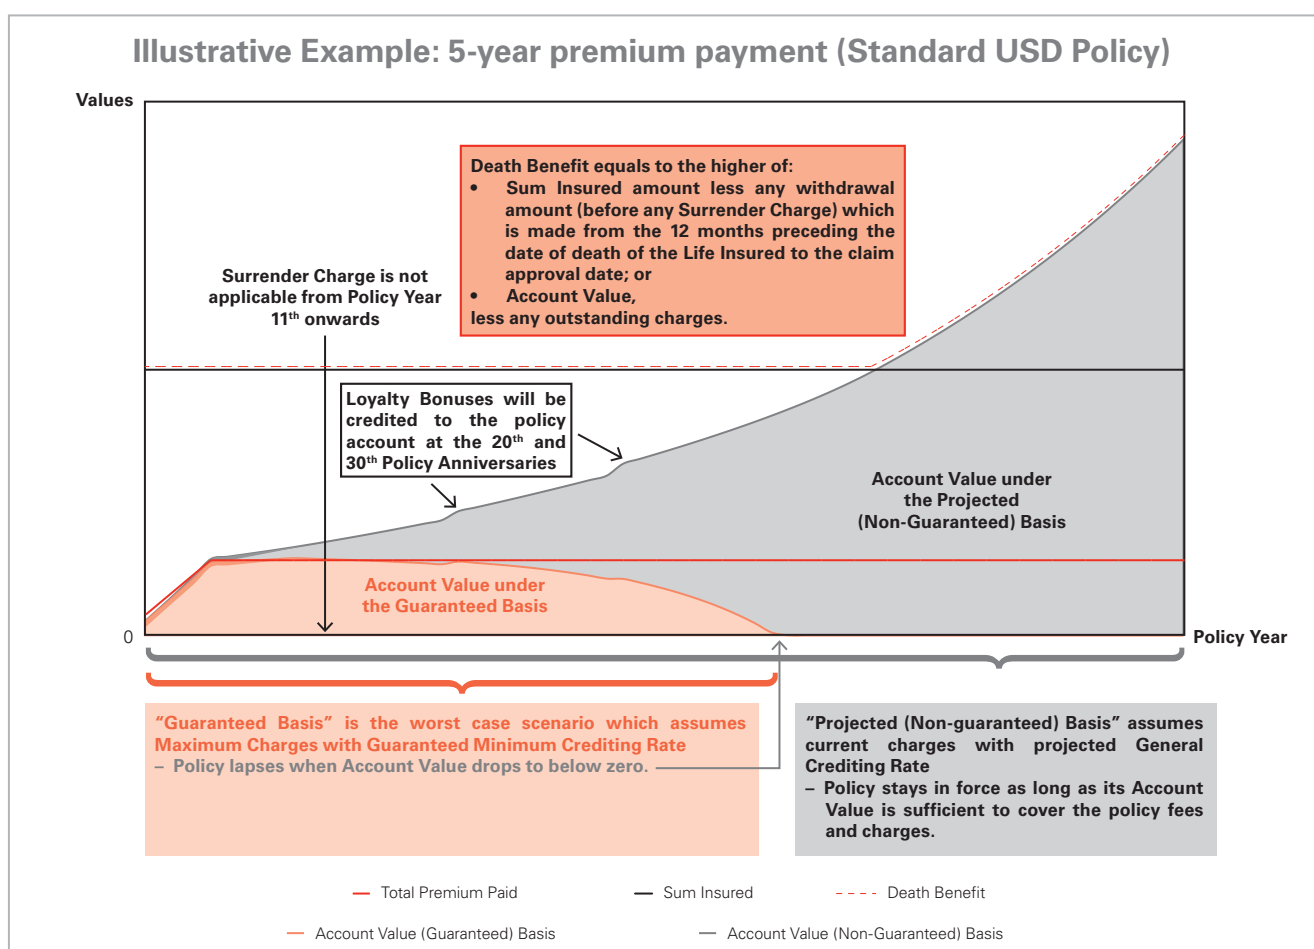 Illustrative Example: 5-year premium payment (Standard USD Policy)
Values
Death Benefit equals to the higher of:
• Sum Insured amount less any withdrawal
amount (before any Surrender Charge) which
is made from the 12 months preceding the
date of death of the Life Insured to the claim
approval date; or
• Account Value,
less any outstanding charges.
Surrender Charge is not
applicable from Policy Year
11th onwards
Loyalty Bonuses will be
credited to the policy
account at the 20th and
30th Policy Anniversaries
Account Value under
the Projected
(Non-Guaranteed) Basis
Account Value under
the Guaranteed Basis
0
Policy Year
“Guaranteed Basis” is the worst case scenario which assumes
Maximum Charges with Guaranteed Minimum Crediting Rate
– Policy lapses when Account Value drops to below zero.
“Projected (Non-guaranteed) Basis” assumes
current charges with projected General
Crediting Rate
– Policy stays in force as long as its Account
Value is sufficient to cover the policy fees
and charges.
Total Premium Paid
Sum Insured
Death Benefit
Account Value (Guaranteed) Basis
Account Value (Non-Guaranteed) Basis